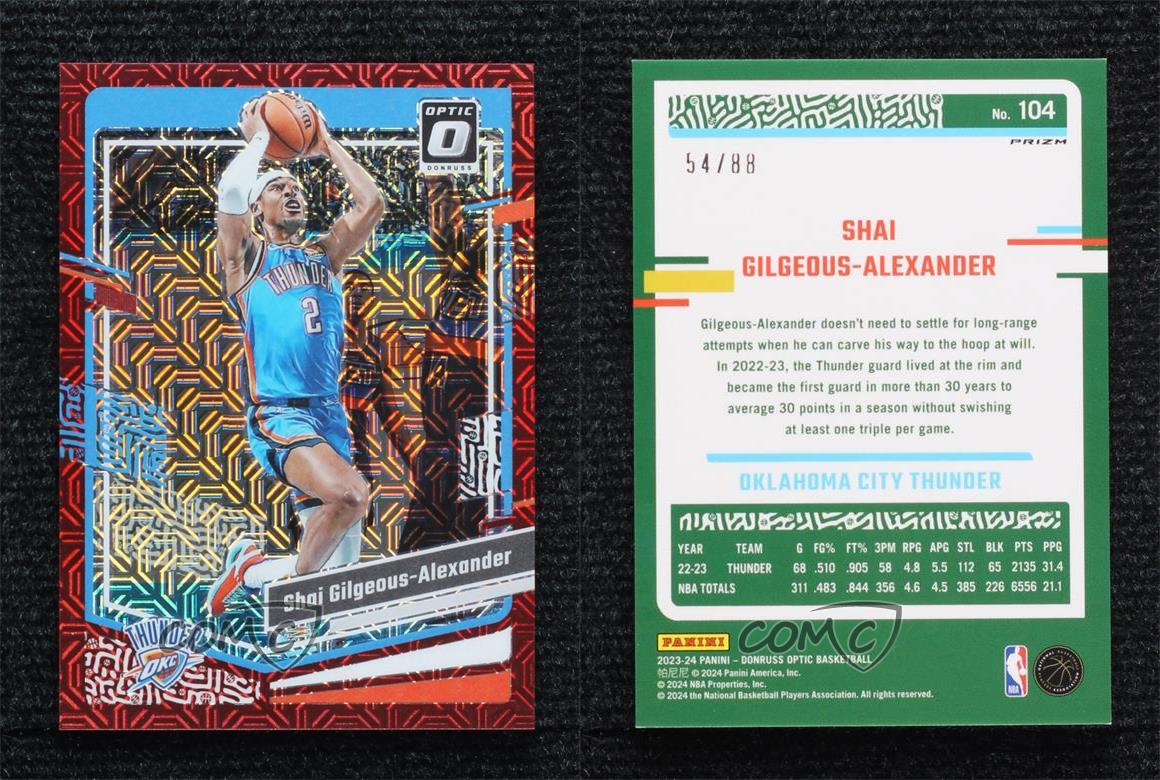 OPTIC
DONRUSS
THUNDER
2
Shai Gilgeous-Alexander
THUNDER
OKC
COMC
No. 104
PRIZM
54/88
SHAI
GILGEOUS-ALEXANDER
Gilgeous-Alexander doesn't need to settle for long-range
attempts when he can carve his way to the hoop at will.
In 2022-23, the Thunder guard lived at the rim and
became the first guard in more than 30 years to
average 30 points in a season without swishing
at least one triple per game.
OKLAHOMA CITY THUNDER
YEAR TEAM G FG% FT% 3PM RPG APG STL BLK PTS PPG
22-23 THUNDER 68 .510 .905 58 4.8 5.5 112 65 2135 31.4
NBA TOTALS 311 .483 .844 356 4.6 4.5 385 226 6556 21.1
PANINI
COMC
2023-24 PANINI – DONRUSS OPTIC BASKETBALL
帕尼尼 © 2024 Panini America, Inc.
© 2024 NBA Properties, Inc.
© 2024 the National Basketball Players Association. All rights reserved.
NBA